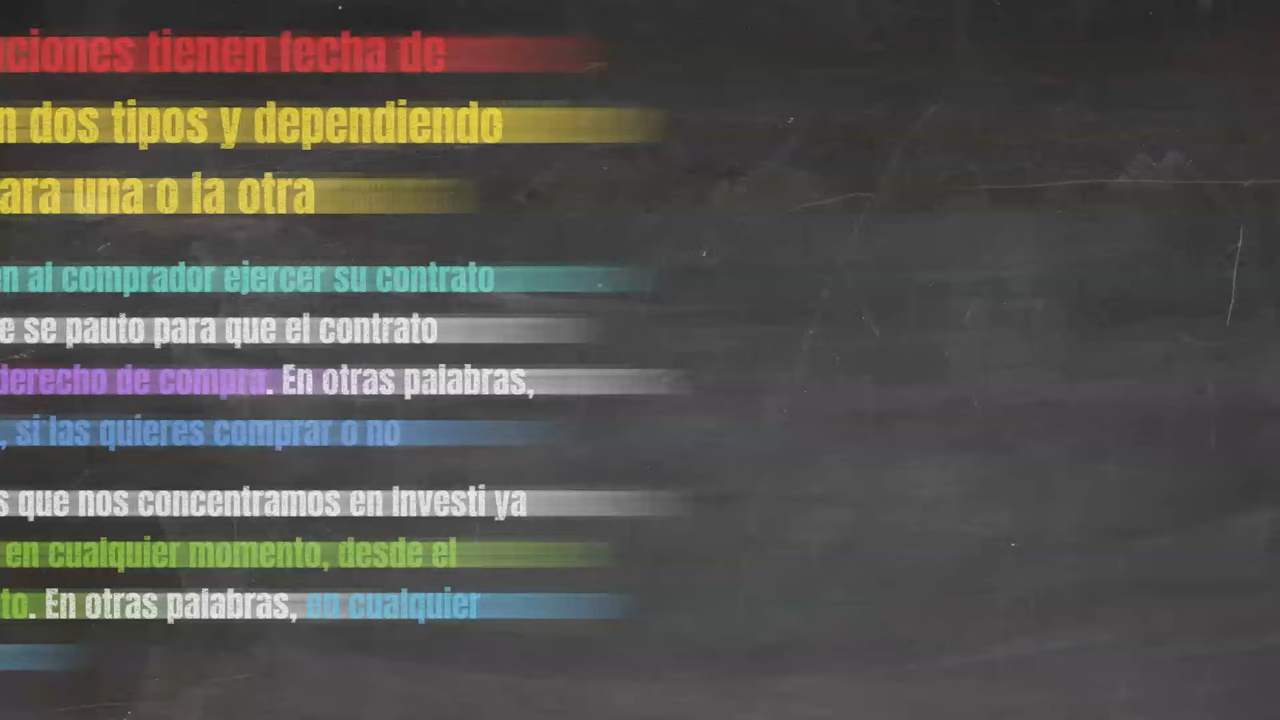 uciones tienen fecha de
n dos tipos y dependiendo
ara una o la otra
en al comprador ejercer su contrato
e se pauto para que el contrato
derecho de compra. En otras palabras,
, si las quieres comprar o no
s que nos concentramos en Investi ya
en cualquier momento, desde el
to. En otras palabras, en cualquier